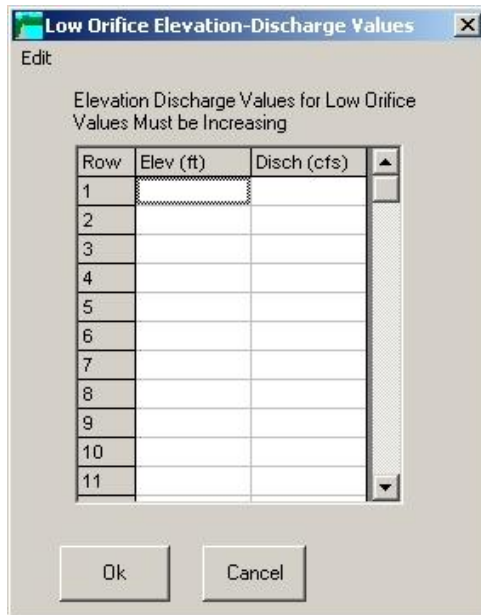 Low Orifice Elevation-Discharge Values
Edit
Elevation Discharge Values for Low Orifice
Values Must be Increasing
Row Elev (ft) Disch (cfs)
1
2
3
4
5
6
7
8
9
10
11
Ok Cancel